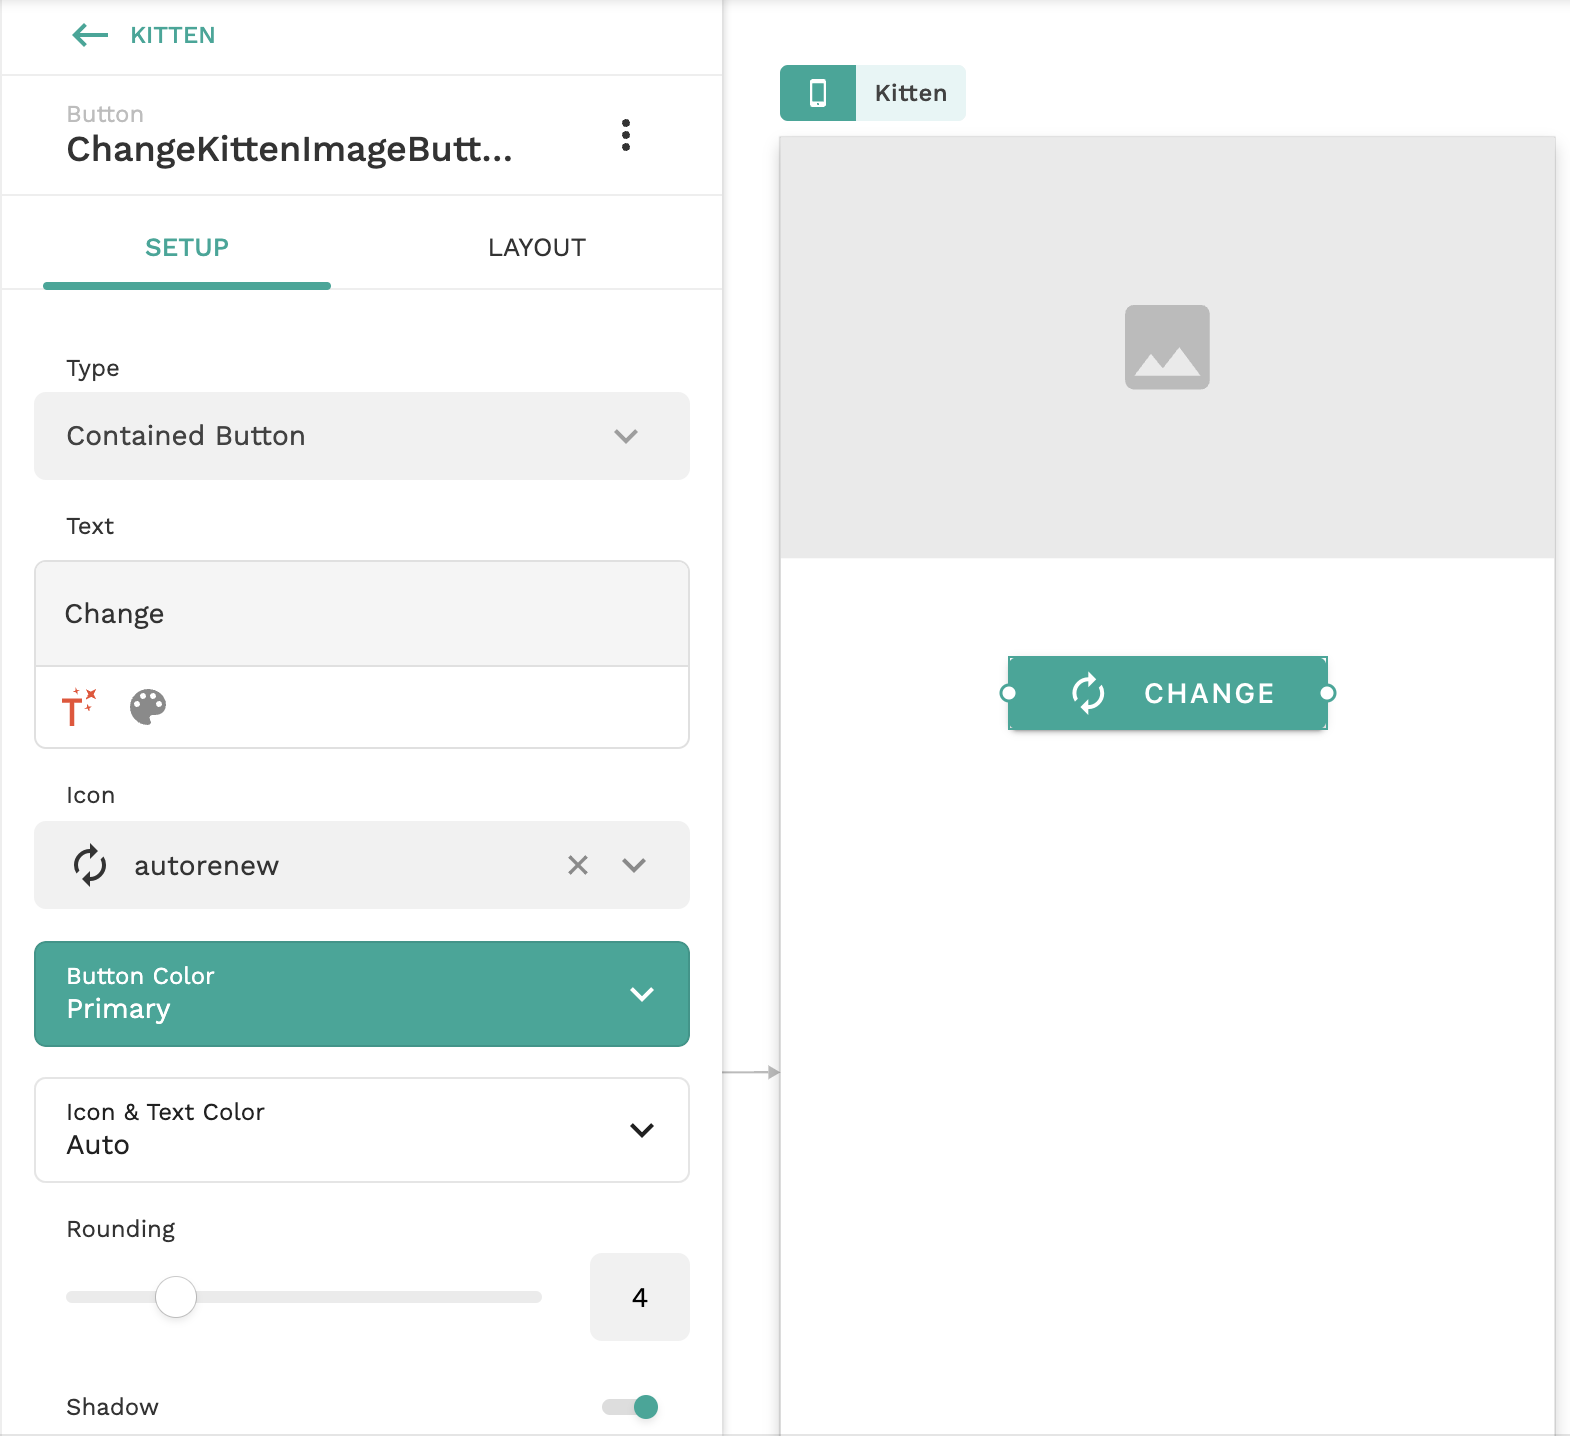 KITTEN
Button
ChangeKittenImageButt...
SETUP
LAYOUT
Type
Contained Button
Text
Change
Icon
autorenew
Button Color
Primary
Icon & Text Color
Auto
Rounding
4
Shadow
Kitten
CHANGE